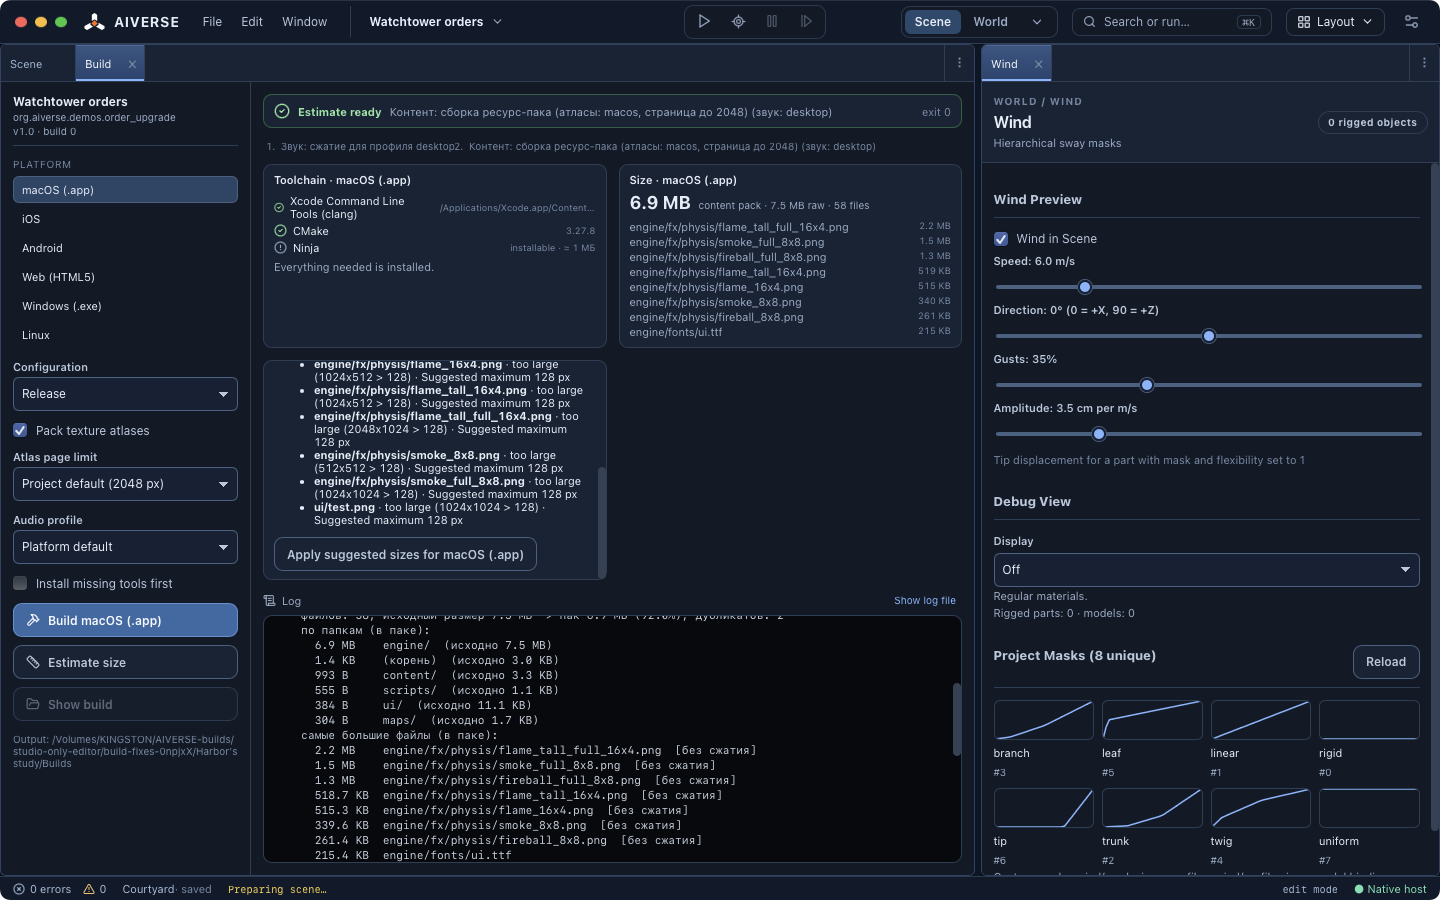 AIVERSE File Edit Window Watchtower orders Scene World Search or run... ⌘K Layout
Scene Build
Watchtower orders
org.aiverse.demos.order_upgrade
v1.0 · build 0
PLATFORM
macOS (.app)
iOS
Android
Web (HTML5)
Windows (.exe)
Linux
Configuration
Release
Pack texture atlases
Atlas page limit
Project default (2048 px)
Audio profile
Platform default
Install missing tools first
Build macOS (.app)
Estimate size
Show build
Output: /Volumes/KINGSTON/AIVERSE-builds/
studio-only-editor/build-fixes-0npjxX/Harbor's
study/Builds
Estimate ready Контент: сборка ресурс-пака (атласы: macos, страница до 2048) (звук: desktop) exit 0
1. Звук: сжатие для профиля desktop2. Контент: сборка ресурс-пака (атласы: macos, страница до 2048) (звук: desktop)
Toolchain · macOS (.app)
Xcode Command Line
Tools (clang) /Applications/Xcode.app/Content...
CMake 3.27.8
Ninja installable · ≈ 1 МБ
Everything needed is installed.
Size · macOS (.app)
6.9 MB content pack · 7.5 MB raw · 58 files
engine/fx/physis/flame_tall_full_16x4.png 2.2 MB
engine/fx/physis/smoke_full_8x8.png 1.5 MB
engine/fx/physis/fireball_full_8x8.png 1.3 MB
engine/fx/physis/flame_tall_16x4.png 519 KB
engine/fx/physis/flame_16x4.png 515 KB
engine/fx/physis/smoke_8x8.png 340 KB
engine/fx/physis/fireball_8x8.png 261 KB
engine/fonts/ui.ttf 215 KB
engine/fx/physis/flame_16x4.png · too large
(1024x512 > 128) · Suggested maximum 128 px
engine/fx/physis/flame_tall_16x4.png · too large
(1024x512 > 128) · Suggested maximum 128 px
engine/fx/physis/flame_tall_full_16x4.png · too
large (2048x1024 > 128) · Suggested maximum
128 px
engine/fx/physis/smoke_8x8.png · too large
(512x512 > 128) · Suggested maximum 128 px
engine/fx/physis/smoke_full_8x8.png · too large
(1024x1024 > 128) · Suggested maximum 128 px
ui/test.png · too large (1024x1024 > 128) ·
Suggested maximum 128 px
Apply suggested sizes for macOS (.app)
Log Show log file
по папкам (в паке):
6.9 MB engine/ (исходно 7.5 MB)
1.4 KB (корень) (исходно 3.0 KB)
993 B content/ (исходно 3.3 KB)
555 B scripts/ (исходно 1.1 KB)
384 B ui/ (исходно 11.1 KB)
304 B maps/ (исходно 1.7 KB)
самые большие файлы (в паке):
2.2 MB engine/fx/physis/flame_tall_full_16x4.png [без сжатия]
1.5 MB engine/fx/physis/smoke_full_8x8.png [без сжатия]
1.3 MB engine/fx/physis/fireball_full_8x8.png [без сжатия]
518.7 KB engine/fx/physis/flame_tall_16x4.png [без сжатия]
515.3 KB engine/fx/physis/flame_16x4.png [без сжатия]
339.6 KB engine/fx/physis/smoke_8x8.png [без сжатия]
261.4 KB engine/fx/physis/fireball_8x8.png [без сжатия]
215.4 KB engine/fonts/ui.ttf
Wind
WORLD / WIND
Wind 0 rigged objects
Hierarchical sway masks
Wind Preview
Wind in Scene
Speed: 6.0 m/s
Direction: 0° (0 = +X, 90 = +Z)
Gusts: 35%
Amplitude: 3.5 cm per m/s
Tip displacement for a part with mask and flexibility set to 1
Debug View
Display
Off
Regular materials.
Rigged parts: 0 · models: 0
Project Masks (8 unique) Reload
branch leaf linear rigid
#3 #5 #1 #0
tip trunk twig uniform
#6 #2 #4 #7
0 errors 0 Courtyard · saved Preparing scene… edit mode Native host